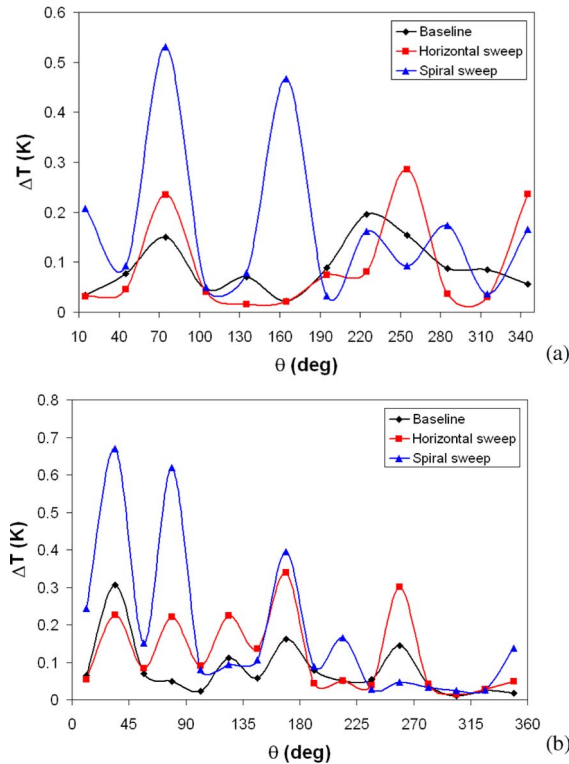 0.6
0.5
0.4
0.3
0.2
0.1
0
ΔT (K)
Baseline
Horizontal sweep
Spiral sweep
10 40 70 100 130 160 190 220 250 280 310 340
θ (deg)
(a)
0.8
0.7
0.6
0.5
0.4
0.3
0.2
0.1
0
ΔT (K)
Baseline
Horizontal sweep
Spiral sweep
0 45 90 135 180 225 270 315 360
θ (deg)
(b)